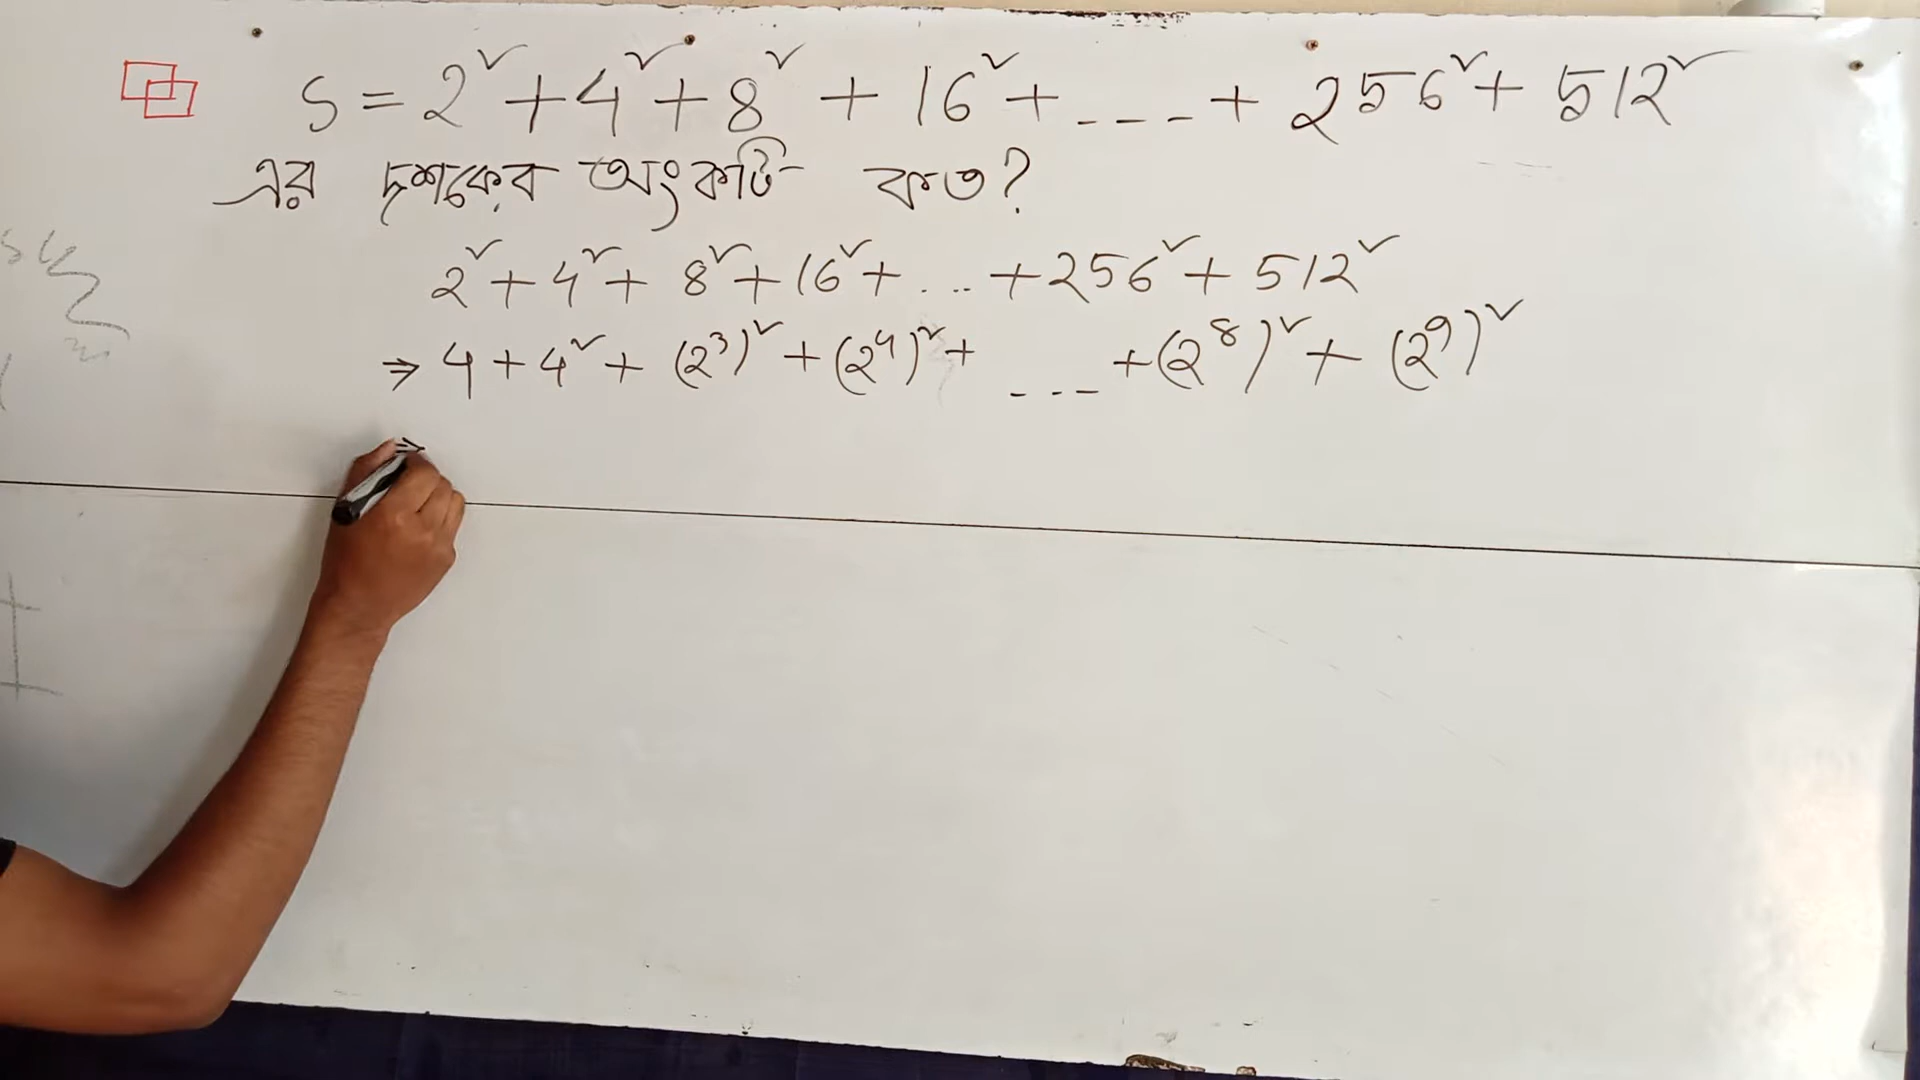 S = 2² + 4² + 8² + 16² + --- + 256² + 512²
এর দশকের অংকটি কত?
2² + 4² + 8² + 16² + ... + 256² + 512²
⇒ 4 + 4² + (2³)² + (2⁴)² + --- + (2⁸)² + (2⁹)²
⇒